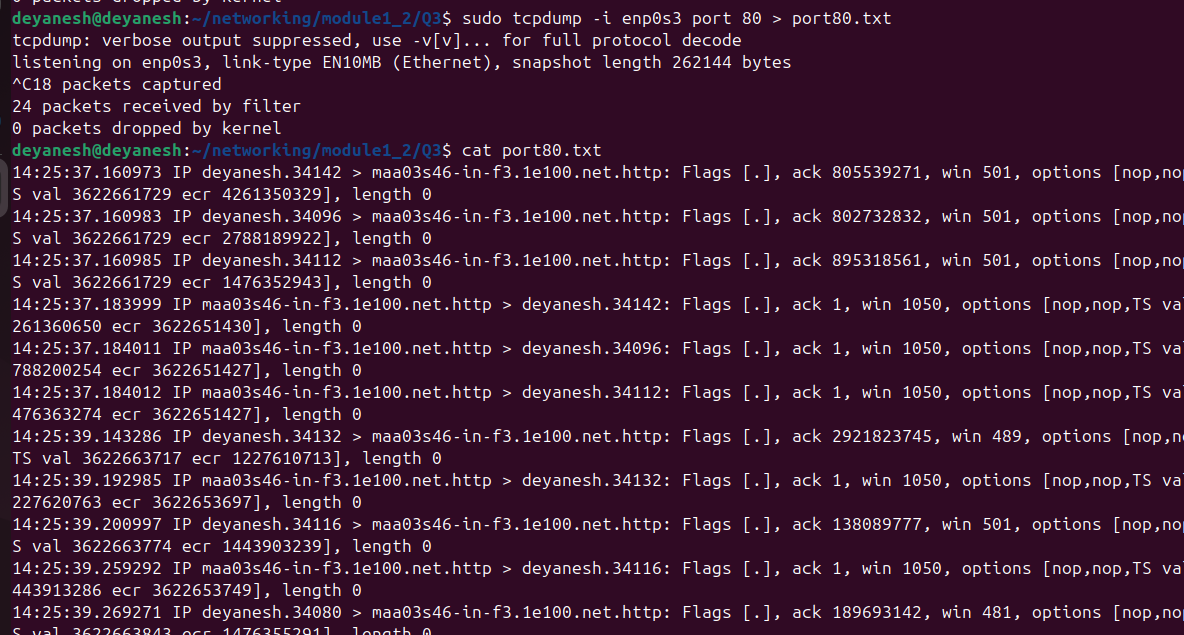 0 packets dropped by kernel
deyanesh@deyanesh:~/networking/module1_2/Q3$ sudo tcpdump -i enp0s3 port 80 > port80.txt
tcpdump: verbose output suppressed, use -v[v]... for full protocol decode
listening on enp0s3, link-type EN10MB (Ethernet), snapshot length 262144 bytes
^C18 packets captured
24 packets received by filter
0 packets dropped by kernel
deyanesh@deyanesh:~/networking/module1_2/Q3$ cat port80.txt
14:25:37.160973 IP deyanesh.34142 > maa03s46-in-f3.1e100.net.http: Flags [.], ack 805539271, win 501, options [nop,nop
S val 3622661729 ecr 4261350329], length 0
14:25:37.160983 IP deyanesh.34096 > maa03s46-in-f3.1e100.net.http: Flags [.], ack 802732832, win 501, options [nop,nop
S val 3622661729 ecr 2788189922], length 0
14:25:37.160985 IP deyanesh.34112 > maa03s46-in-f3.1e100.net.http: Flags [.], ack 895318561, win 501, options [nop,nop
S val 3622661729 ecr 1476352943], length 0
14:25:37.183999 IP maa03s46-in-f3.1e100.net.http > deyanesh.34142: Flags [.], ack 1, win 1050, options [nop,nop,TS val
261360650 ecr 3622651430], length 0
14:25:37.184011 IP maa03s46-in-f3.1e100.net.http > deyanesh.34096: Flags [.], ack 1, win 1050, options [nop,nop,TS val
788200254 ecr 3622651427], length 0
14:25:37.184012 IP maa03s46-in-f3.1e100.net.http > deyanesh.34112: Flags [.], ack 1, win 1050, options [nop,nop,TS val
476363274 ecr 3622651427], length 0
14:25:39.143286 IP deyanesh.34132 > maa03s46-in-f3.1e100.net.http: Flags [.], ack 2921823745, win 489, options [nop,n
TS val 3622663717 ecr 1227610713], length 0
14:25:39.192985 IP maa03s46-in-f3.1e100.net.http > deyanesh.34132: Flags [.], ack 1, win 1050, options [nop,nop,TS val
227620763 ecr 3622653697], length 0
14:25:39.200997 IP deyanesh.34116 > maa03s46-in-f3.1e100.net.http: Flags [.], ack 138089777, win 501, options [nop,nop
S val 3622663774 ecr 1443903239], length 0
14:25:39.259292 IP maa03s46-in-f3.1e100.net.http > deyanesh.34116: Flags [.], ack 1, win 1050, options [nop,nop,TS val
443913286 ecr 3622653749], length 0
14:25:39.269271 IP deyanesh.34080 > maa03s46-in-f3.1e100.net.http: Flags [.], ack 189693142, win 481, options [nop,nop
S val 3622663843 ecr 1476355291], length 0